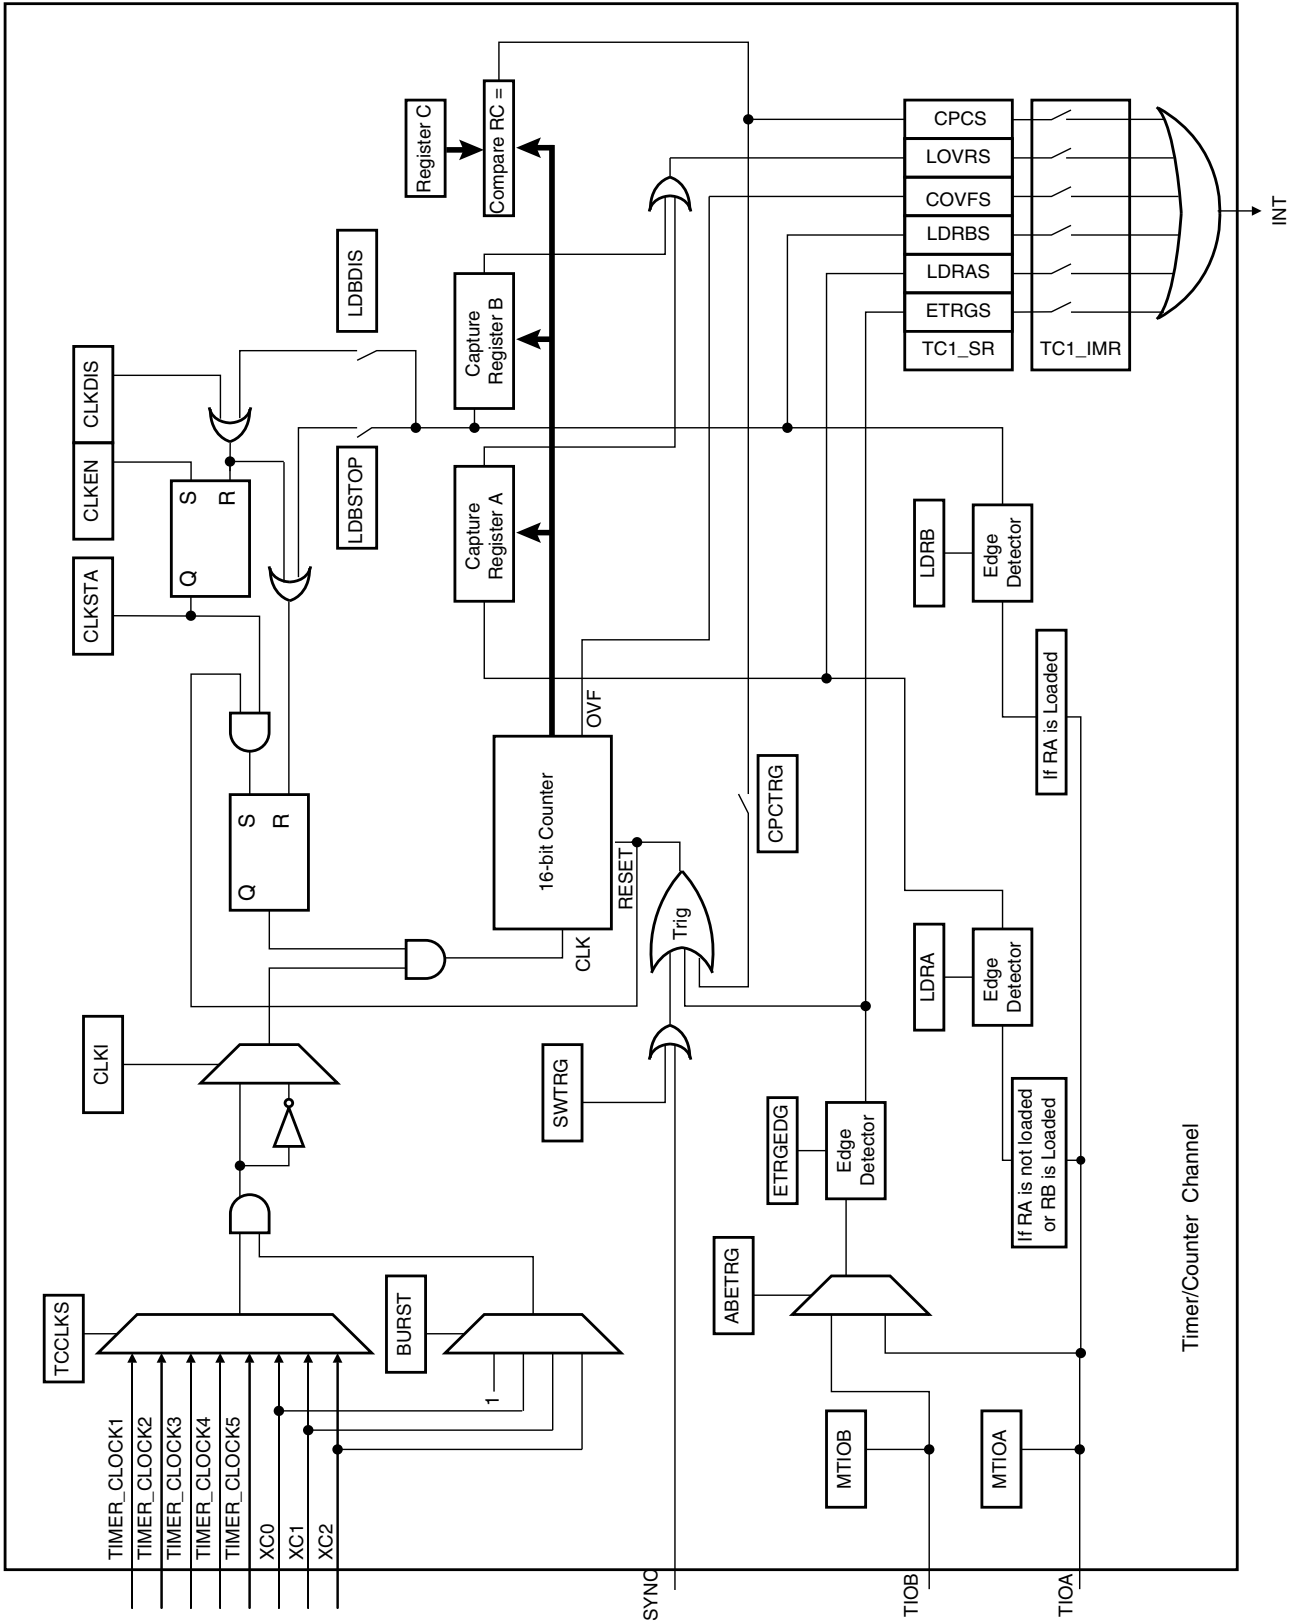 TCCLKS
TIMER_CLOCK1
TIMER_CLOCK2
TIMER_CLOCK3
TIMER_CLOCK4
TIMER_CLOCK5
XC0
XC1
XC2
BURST
1
CLKI
CLKSTA
CLKEN
CLKDIS
Q
S
R
Q
S
R
LDBSTOP
LDBDIS
Register C
Capture
Register A
Capture
Register B
Compare RC =
16-bit Counter
CLK
RESET
OVF
SWTRG
SYNC
Trig
CPCTRG
ABETRG
ETRGEDG
Edge
Detector
MTIOB
TIOB
MTIOA
TIOA
LDRA
Edge
Detector
If RA is not loaded
or RB is Loaded
LDRB
Edge
Detector
If RA is Loaded
CPCS
LOVRS
COVFS
LDRBS
LDRAS
ETRGS
TC1_SR
TC1_IMR
INT
Timer/Counter Channel